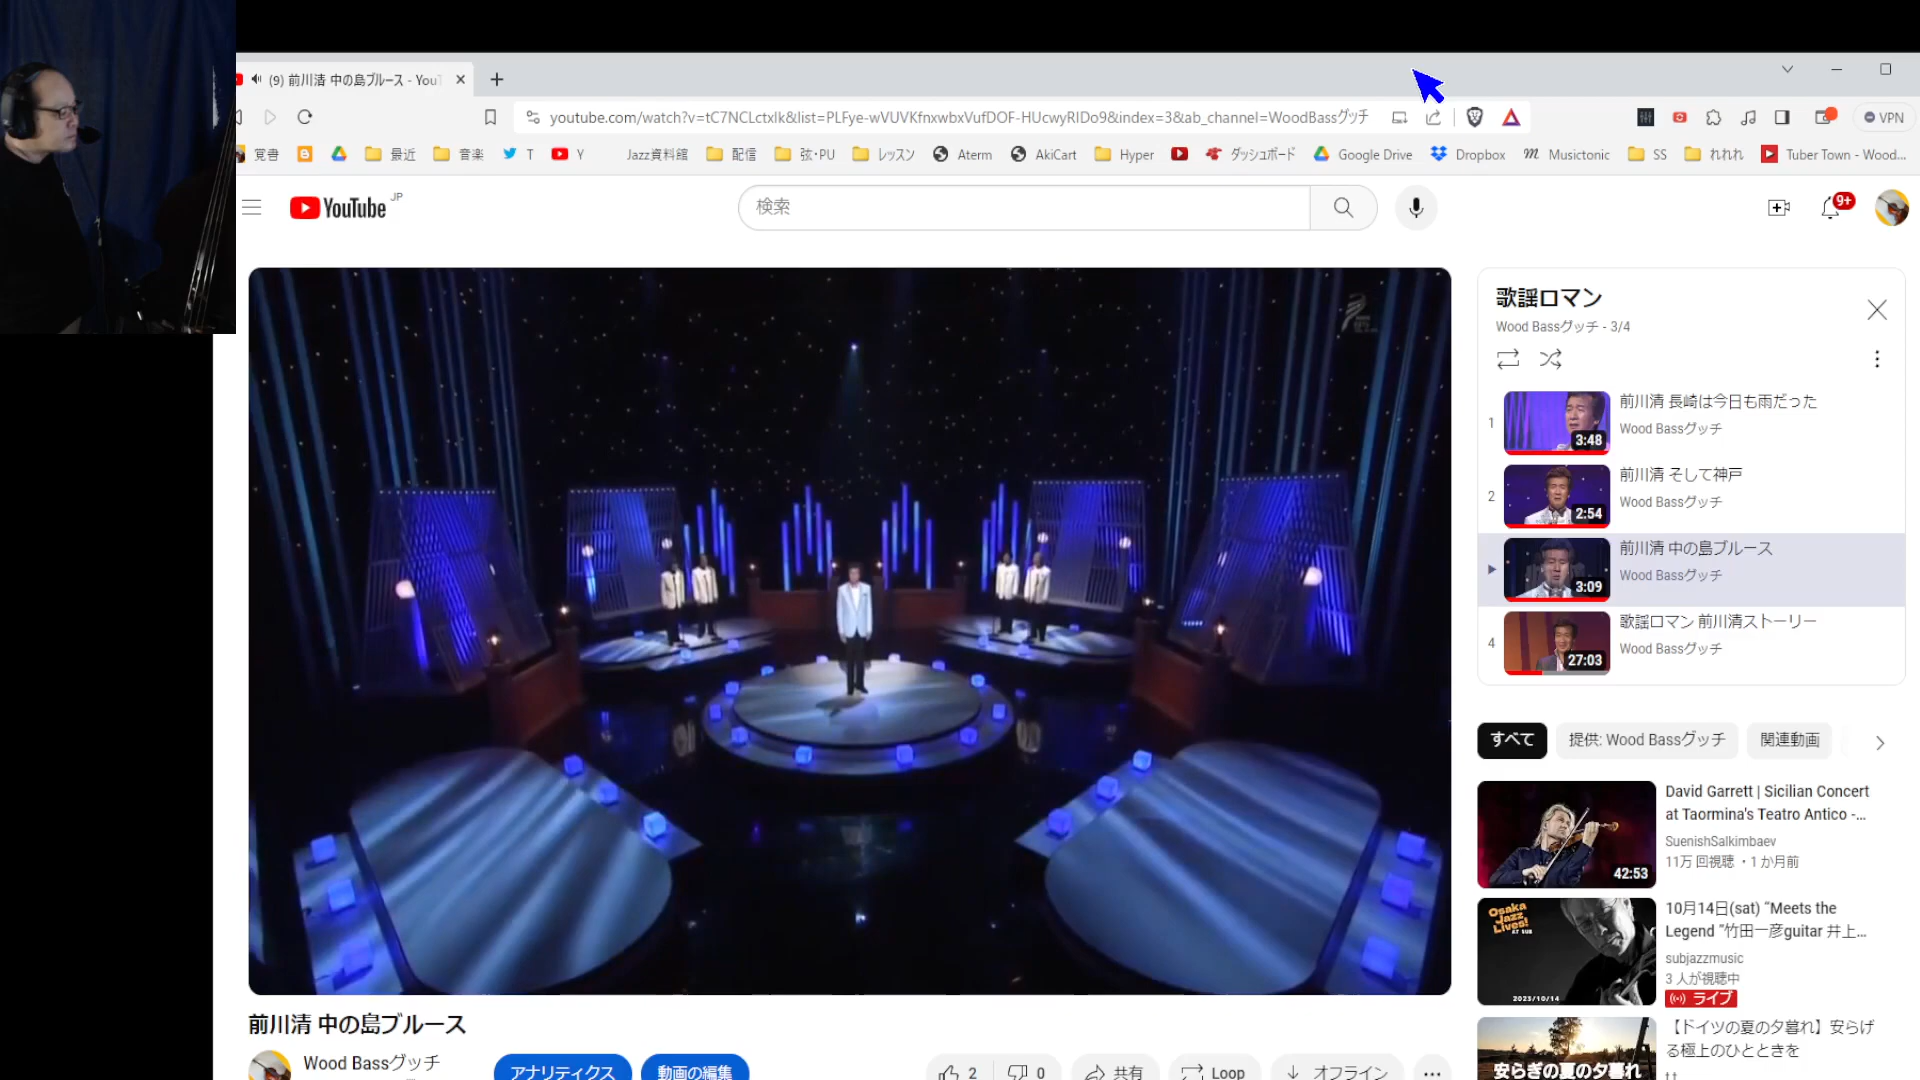 (9) 前川清 中の島ブルース - YouT
youtube.com/watch?v=tC7NCLctxlk&list=PLFye-wVUVKfnxwbxVufDOF-HUcwyRIDo9&index=3&ab_channel=WoodBassグッチ
VPN
覚書
最近
音楽
T
Y
Jazz資料館
配信
弦・PU
レッスン
Aterm
AkiCart
Hyper
ダッシュボード
Google Drive
Dropbox
Musictonic
SS
れれれ
Tuber Town - Wood...
YouTube JP
検索
9+
歌謡ロマン
Wood Bassグッチ - 3/4
1
3:48
前川清 長崎は今日も雨だった
Wood Bassグッチ
2
2:54
前川清 そして神戸
Wood Bassグッチ
3:09
前川清 中の島ブルース
Wood Bassグッチ
4
27:03
歌謡ロマン 前川清ストーリー
Wood Bassグッチ
すべて
提供: Wood Bassグッチ
関連動画
42:53
David Garrett | Sicilian Concert
at Taormina's Teatro Antico -...
SuenishSalkimbaev
11万 回視聴 ・1 か月前
Osaka
Jazz
Lives!
AT SUB
2023/10/14
10月14日(sat) "Meets the
Legend "竹田一彦guitar 井上...
subjazzmusic
3 人が視聴中
ライブ
安らぎの夏の夕暮れ
【ドイツの夏の夕暮れ】安らげ
る極上のひとときを
前川清 中の島ブルース
Wood Bassグッチ
アナリティクス
動画の編集
2
0
共有
Loop
オフライン